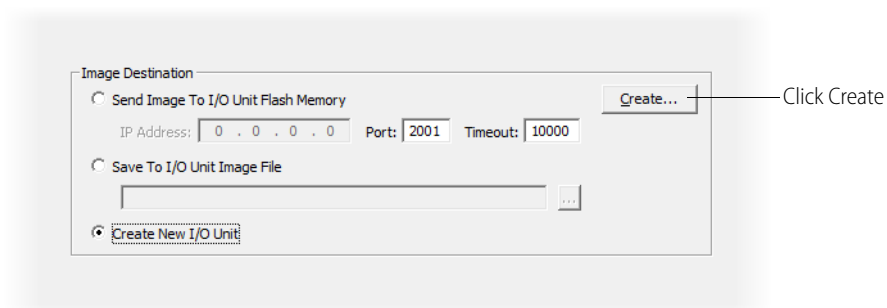 Image Destination
Send Image To I/O Unit Flash Memory
Create...
Click Create
IP Address: 0 . 0 . 0 . 0 Port: 2001 Timeout: 10000
Save To I/O Unit Image File
...
Create New I/O Unit